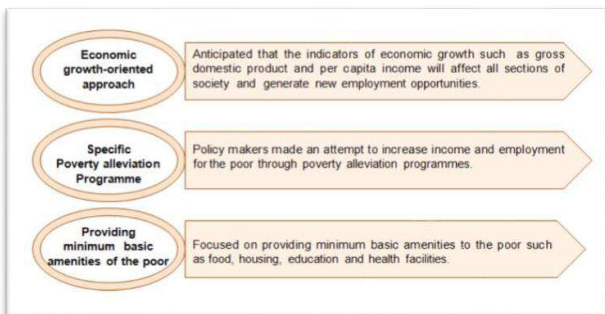 Economic
growth-oriented
approach
Anticipated that the indicators of economic growth such as gross
domestic product and per capita income will affect all sections of
society and generate new employment opportunities.
Specific
Poverty alleviation
Programme
Policy makers made an attempt to increase income and employment
for the poor through poverty alleviation programmes.
Providing
minimum basic
amenities of the poor
Focused on providing minimum basic amenities to the poor such
as food, housing, education and health facilities.